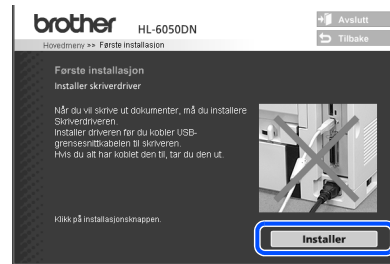 brother HL-6050DN
Avslutt
Tilbake
Hovedmeny >> Første installasjon
Første installasjon
Installer skriverdriver
Når du vil skrive ut dokumenter, må du installere
Skriverdriveren.
Installer driveren før du kobler USB-
grensesnittkabelen til skriveren.
Hvis du alt har koblet den til, tar du den ut.
Klikk på installasjonsknappen.
Installer